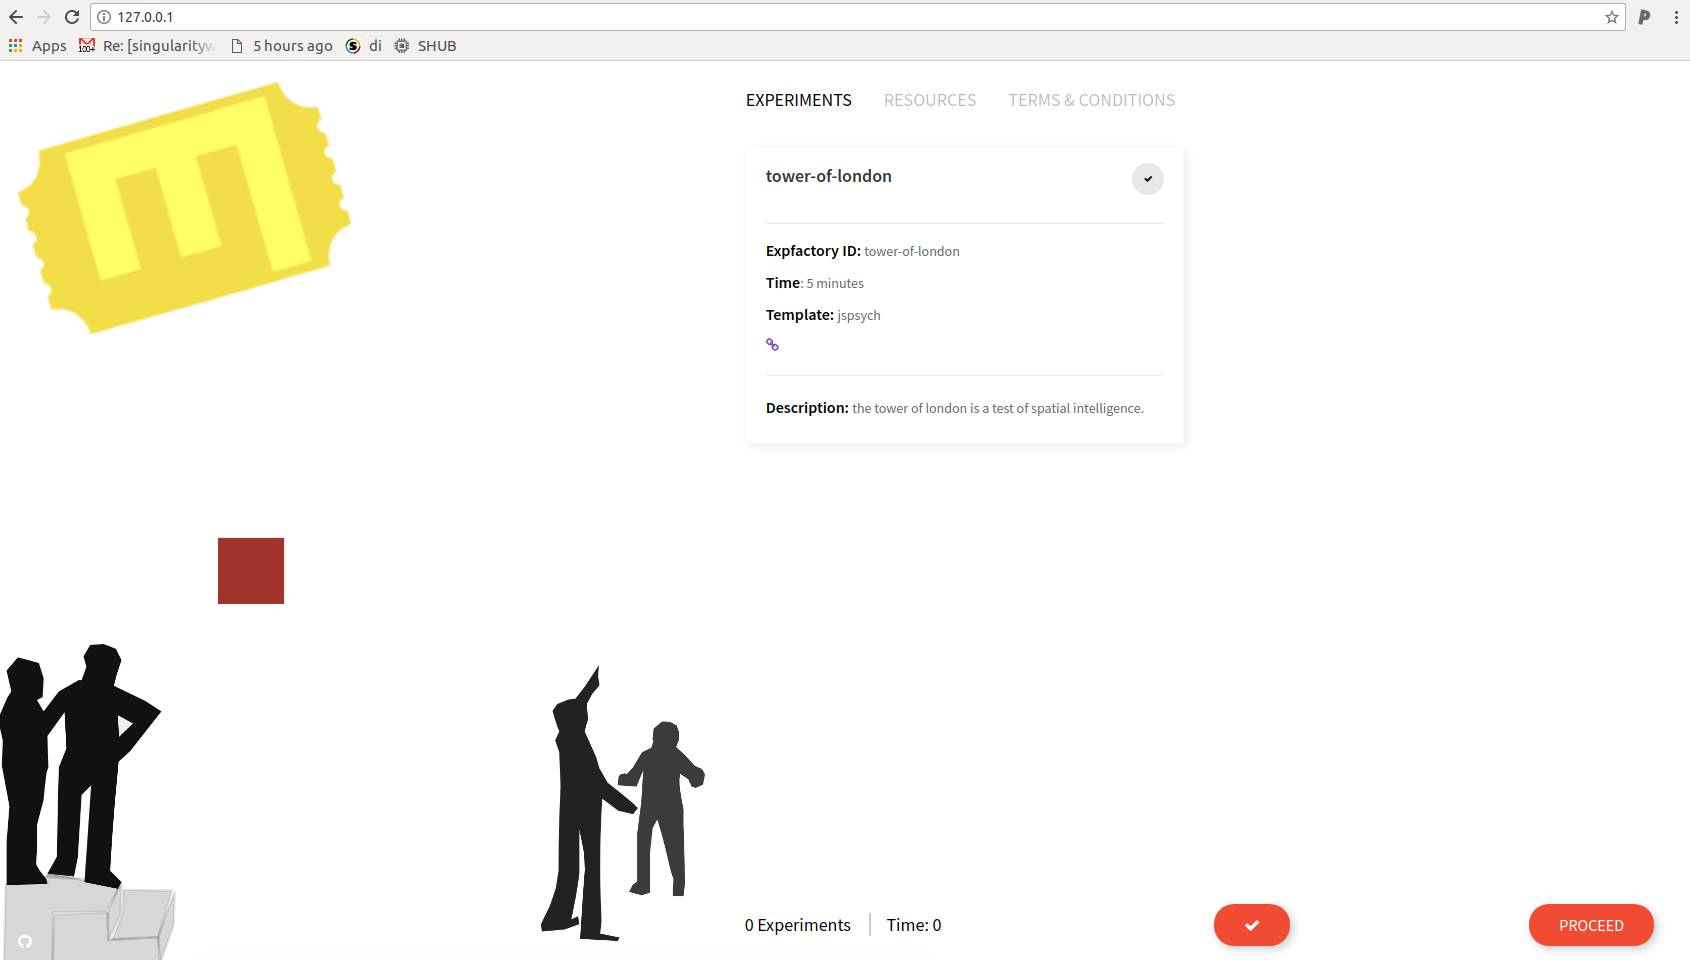 127.0.0.1
Apps
100+
Re: [singularityw
5 hours ago
S
di
SHUB
P
E
EXPERIMENTS
RESOURCES
TERMS & CONDITIONS
tower-of-london
Expfactory ID: tower-of-london
Time: 5 minutes
Template: jspsych
Description: the tower of london is a test of spatial intelligence.
0 Experiments
Time: 0
PROCEED